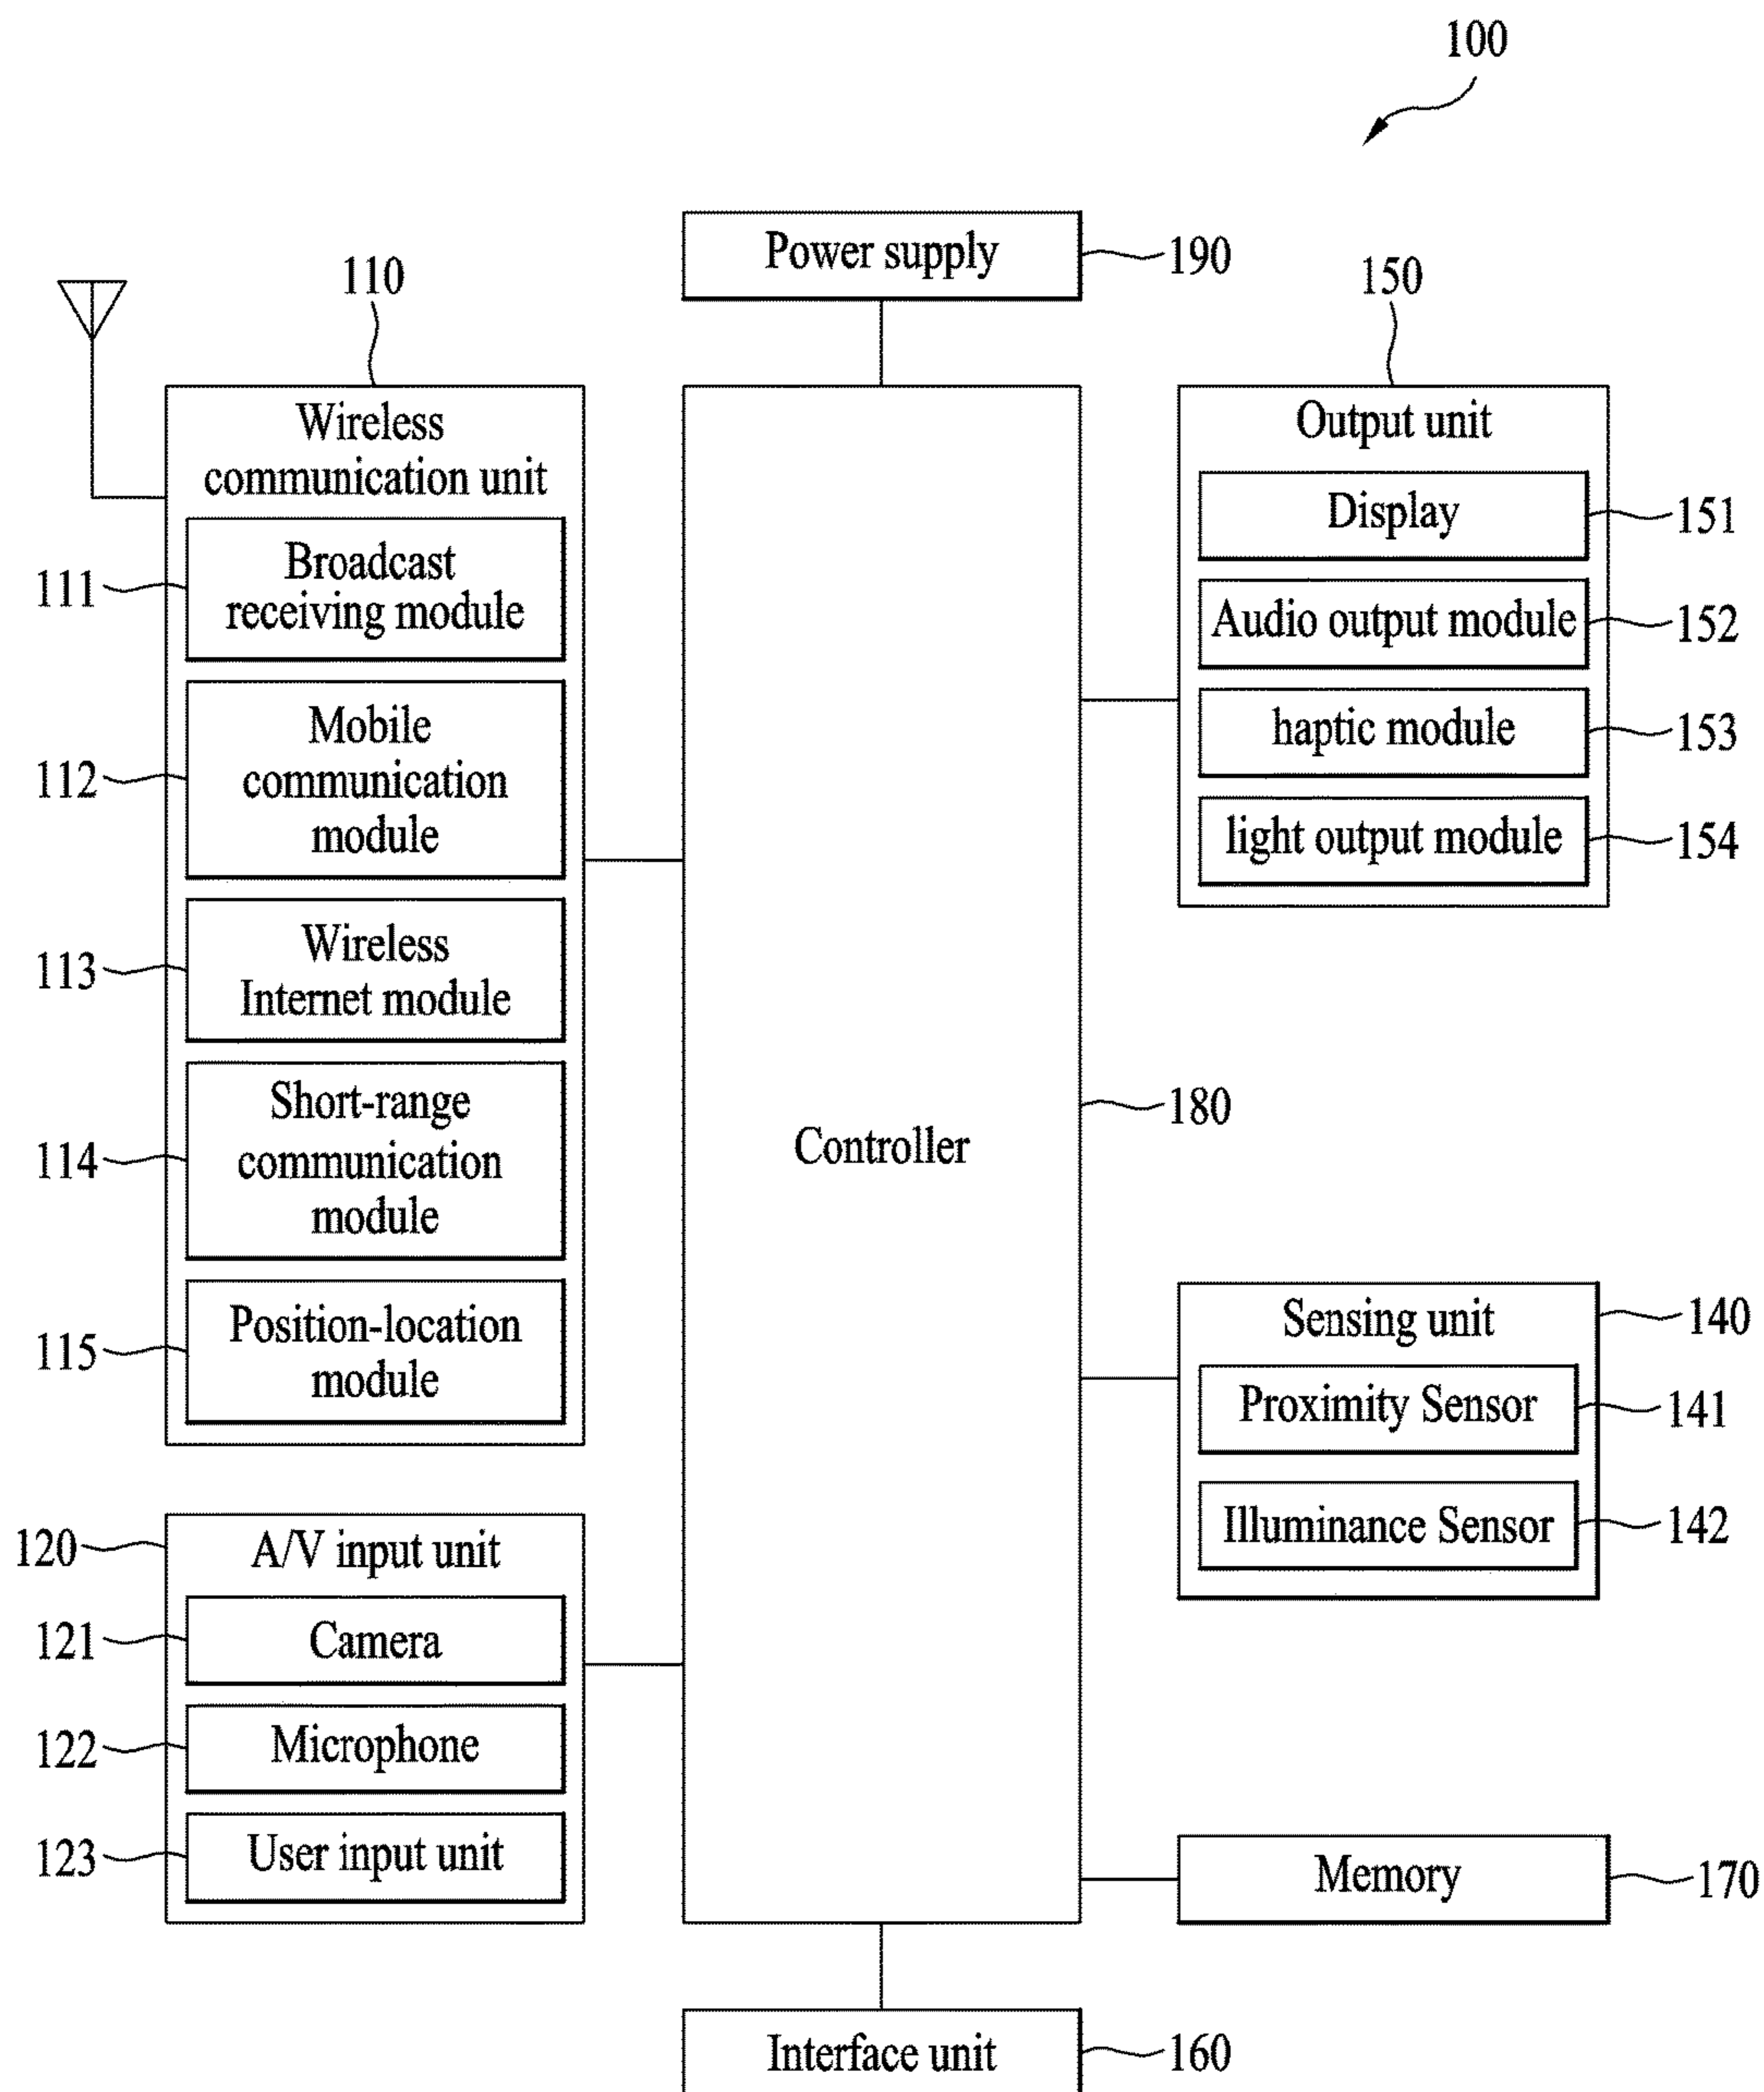 100
Power supply
190
110
Wireless
communication unit
111
Broadcast
receiving module
112
Mobile
communication
module
113
Wireless
Internet module
114
Short-range
communication
module
115
Position-location
module
120
A/V input unit
121
Camera
122
Microphone
123
User input unit
Controller
180
150
Output unit
Display
151
Audio output module
152
haptic module
153
light output module
154
Sensing unit
140
Proximity Sensor
141
Illuminance Sensor
142
Memory
170
Interface unit
160